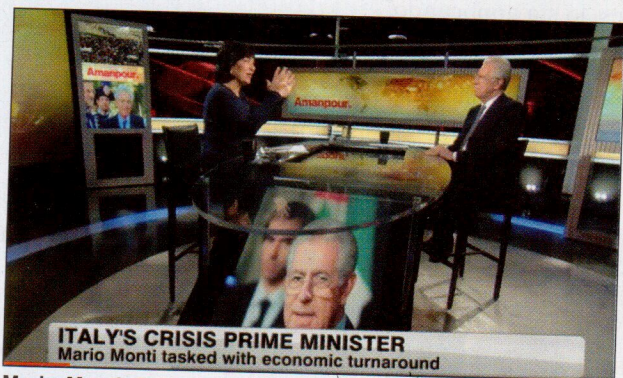 Amanpour.
Amanpour.
ITALY'S CRISIS PRIME MINISTER
Mario Monti tasked with economic turnaround